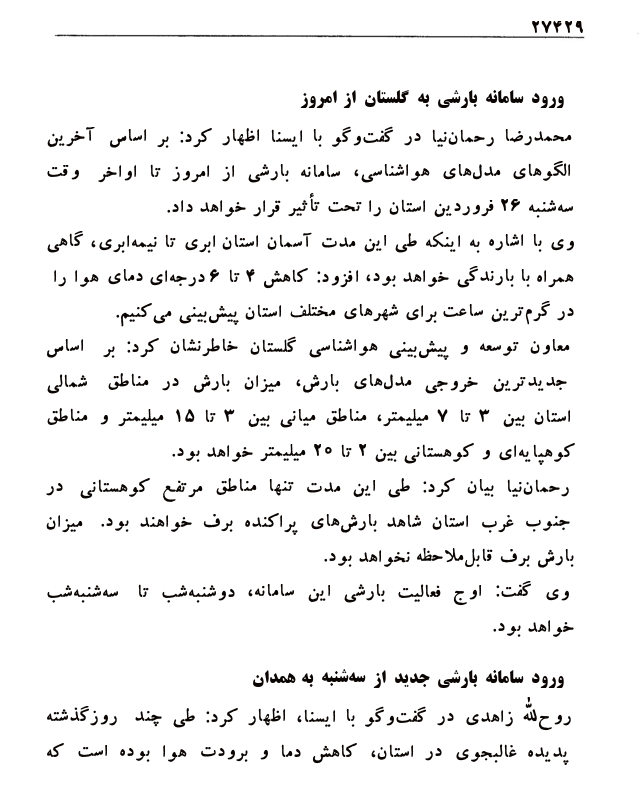 ۲۷۴۲۹
ورود سامانه بارشی به گلستان از امروز
محمدرضا رحمان‌نیا در گفت‌وگو با ایسنا اظهار کرد: بر اساس آخرین
الگوهای مدل‌های هواشناسی، سامانه بارشی از امروز تا اواخر وقت
سه‌شنبه ۲۶ فروردین استان را تحت تأثیر قرار خواهد داد.
وی با اشاره به اینکه طی این مدت آسمان استان ابری تا نیمه‌ابری، گاهی
همراه با بارندگی خواهد بود، افزود: کاهش ۴ تا ۶ درجه‌ای دمای هوا را
در گرم‌ترین ساعت برای شهرهای مختلف استان پیش‌بینی می‌کنیم.
معاون توسعه و پیش‌بینی هواشناسی گلستان خاطرنشان کرد: بر اساس
جدیدترین خروجی مدل‌های بارش، میزان بارش در مناطق شمالی
استان بین ۳ تا ۷ میلیمتر، مناطق میانی بین ۳ تا ۱۵ میلیمتر و مناطق
کوهپایه‌ای و کوهستانی بین ۲ تا ۲۰ میلیمتر خواهد بود.
رحمان‌نیا بیان کرد: طی این مدت تنها مناطق مرتفع کوهستانی در
جنوب غرب استان شاهد بارش‌های پراکنده برف خواهند بود. میزان
بارش برف قابل‌ملاحظه نخواهد بود.
وی گفت: اوج فعالیت بارشی این سامانه، دوشنبه‌شب تا سه‌شنبه‌شب
خواهد بود.
ورود سامانه بارشی جدید از سه‌شنبه به همدان
روح‌لله زاهدی در گفت‌وگو با ایسنا، اظهار کرد: طی چند روزگذشته
پدیده غالبجوی در استان، کاهش دما و برودت هوا بوده است که